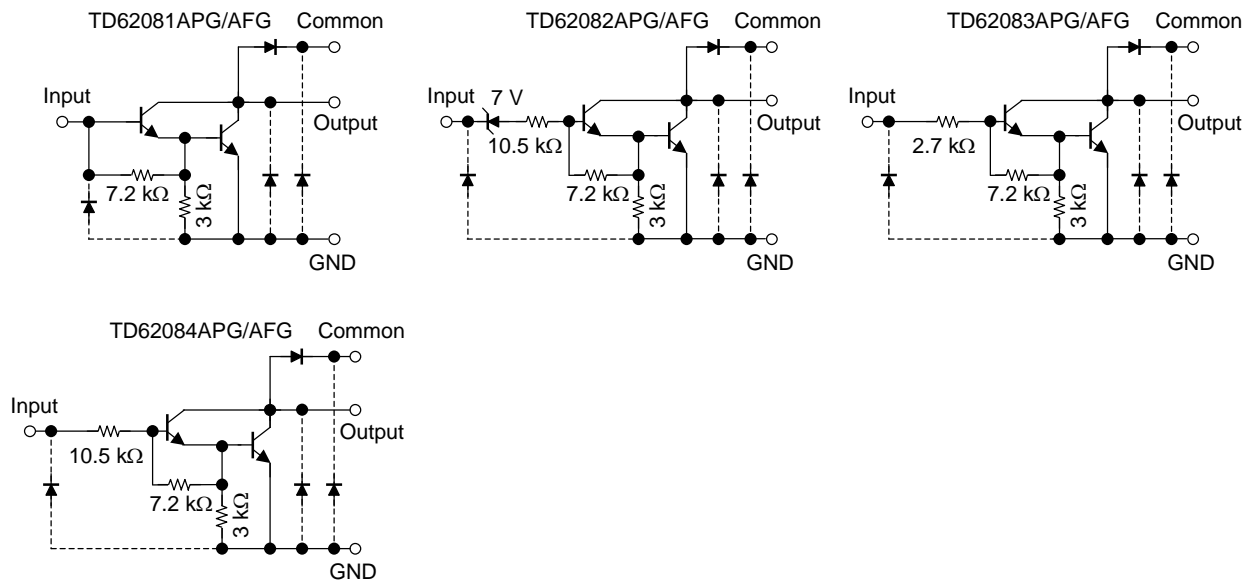 TD62081APG/AFG Common
Input
Output
7.2 kΩ
3 kΩ
GND
TD62082APG/AFG Common
Input
7 V
10.5 kΩ
Output
7.2 kΩ
3 kΩ
GND
TD62083APG/AFG Common
Input
2.7 kΩ
Output
7.2 kΩ
3 kΩ
GND
TD62084APG/AFG Common
Input
10.5 kΩ
Output
7.2 kΩ
3 kΩ
GND